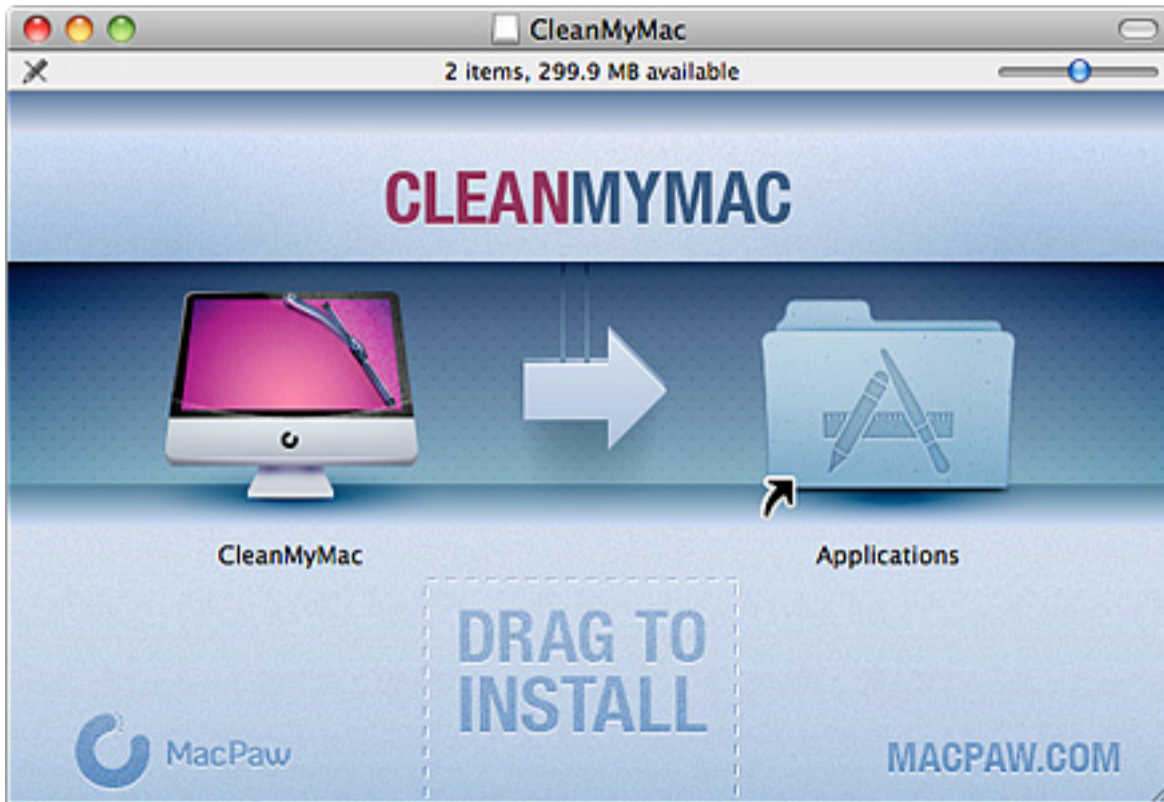 CleanMyMac
2 items, 299.9 MB available
CLEANMYMAC
CleanMyMac
Applications
DRAG TO
INSTALL
MacPaw
MACPAW.COM